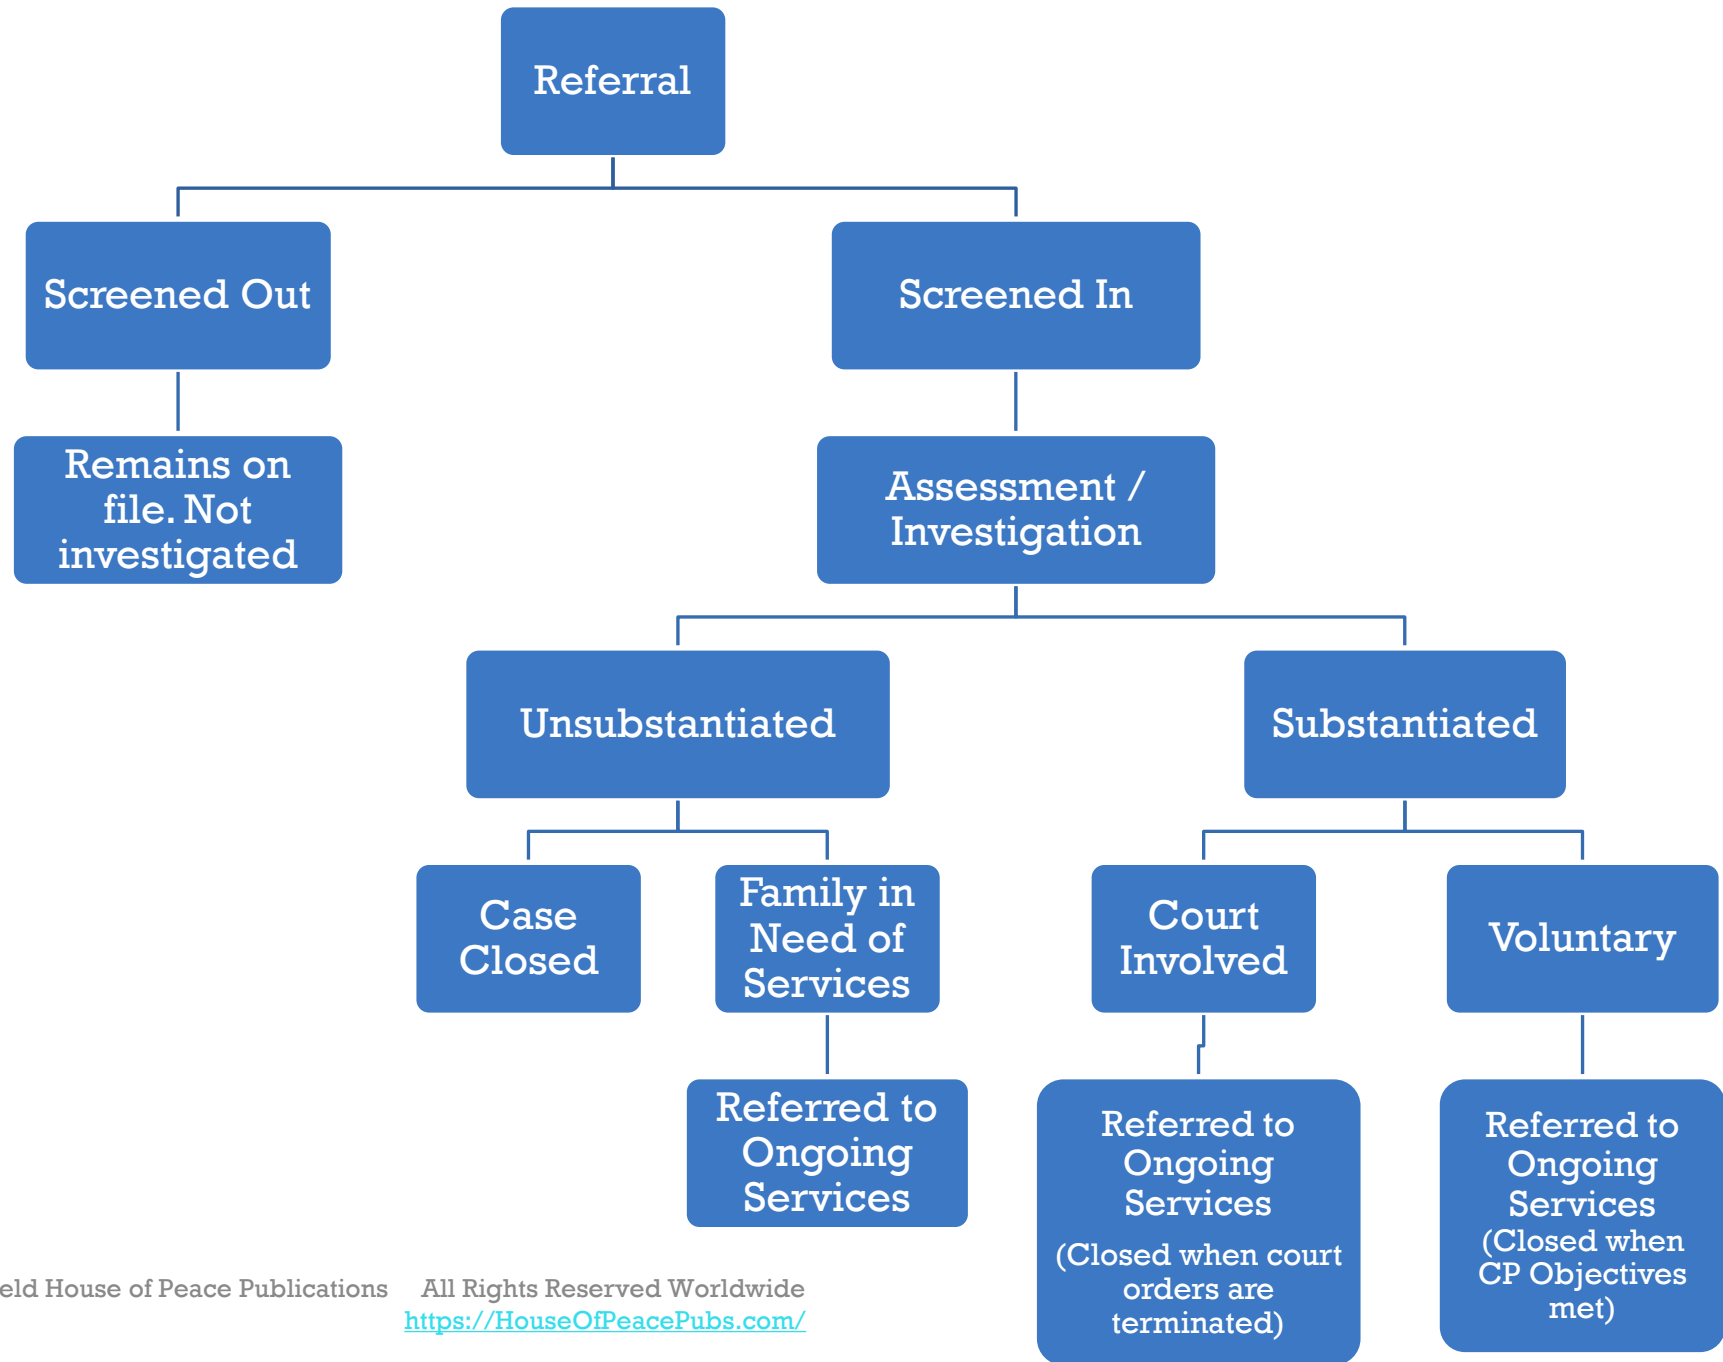 Referral
Screened Out
Screened In
Remains on
file. Not
investigated
Assessment /
Investigation
Unsubstantiated
Substantiated
Case
Closed
Family in
Need of
Services
Court
Involved
Voluntary
Referred to
Ongoing
Services
Referred to
Ongoing
Services
(Closed when court
orders are
terminated)
Referred to
Ongoing
Services
(Closed when
CP Objectives
met)
House of Peace Publications All Rights Reserved Worldwide
https://HouseOfPeacePubs.com/